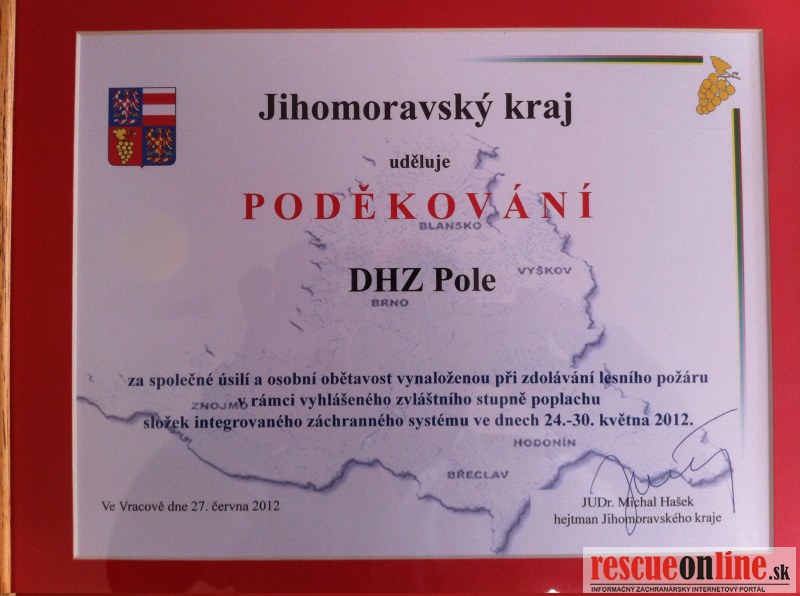 Jihomoravský kraj
uděluje
PODĚKOVÁNÍ
BLANSKO
VYŠKOV
DHZ Pole
BRNO
za společné úsilí a osobní obětavost vynaloženou při zdolávání lesního požáru
ZNOJMO
v rámci vyhlášeného zvláštního stupně poplachu
složek integrovaného záchranného systému ve dnech 24.-30. května 2012.
HODONÍN
BŘECLAV
Ve Vracově dne 27. června 2012
JUDr. Michal Hašek
hejtman Jihomoravského kraje
rescueonline.sk
INFORMAČNÝ ZÁCHRANÁRSKY INTERNETOVÝ PORTÁL